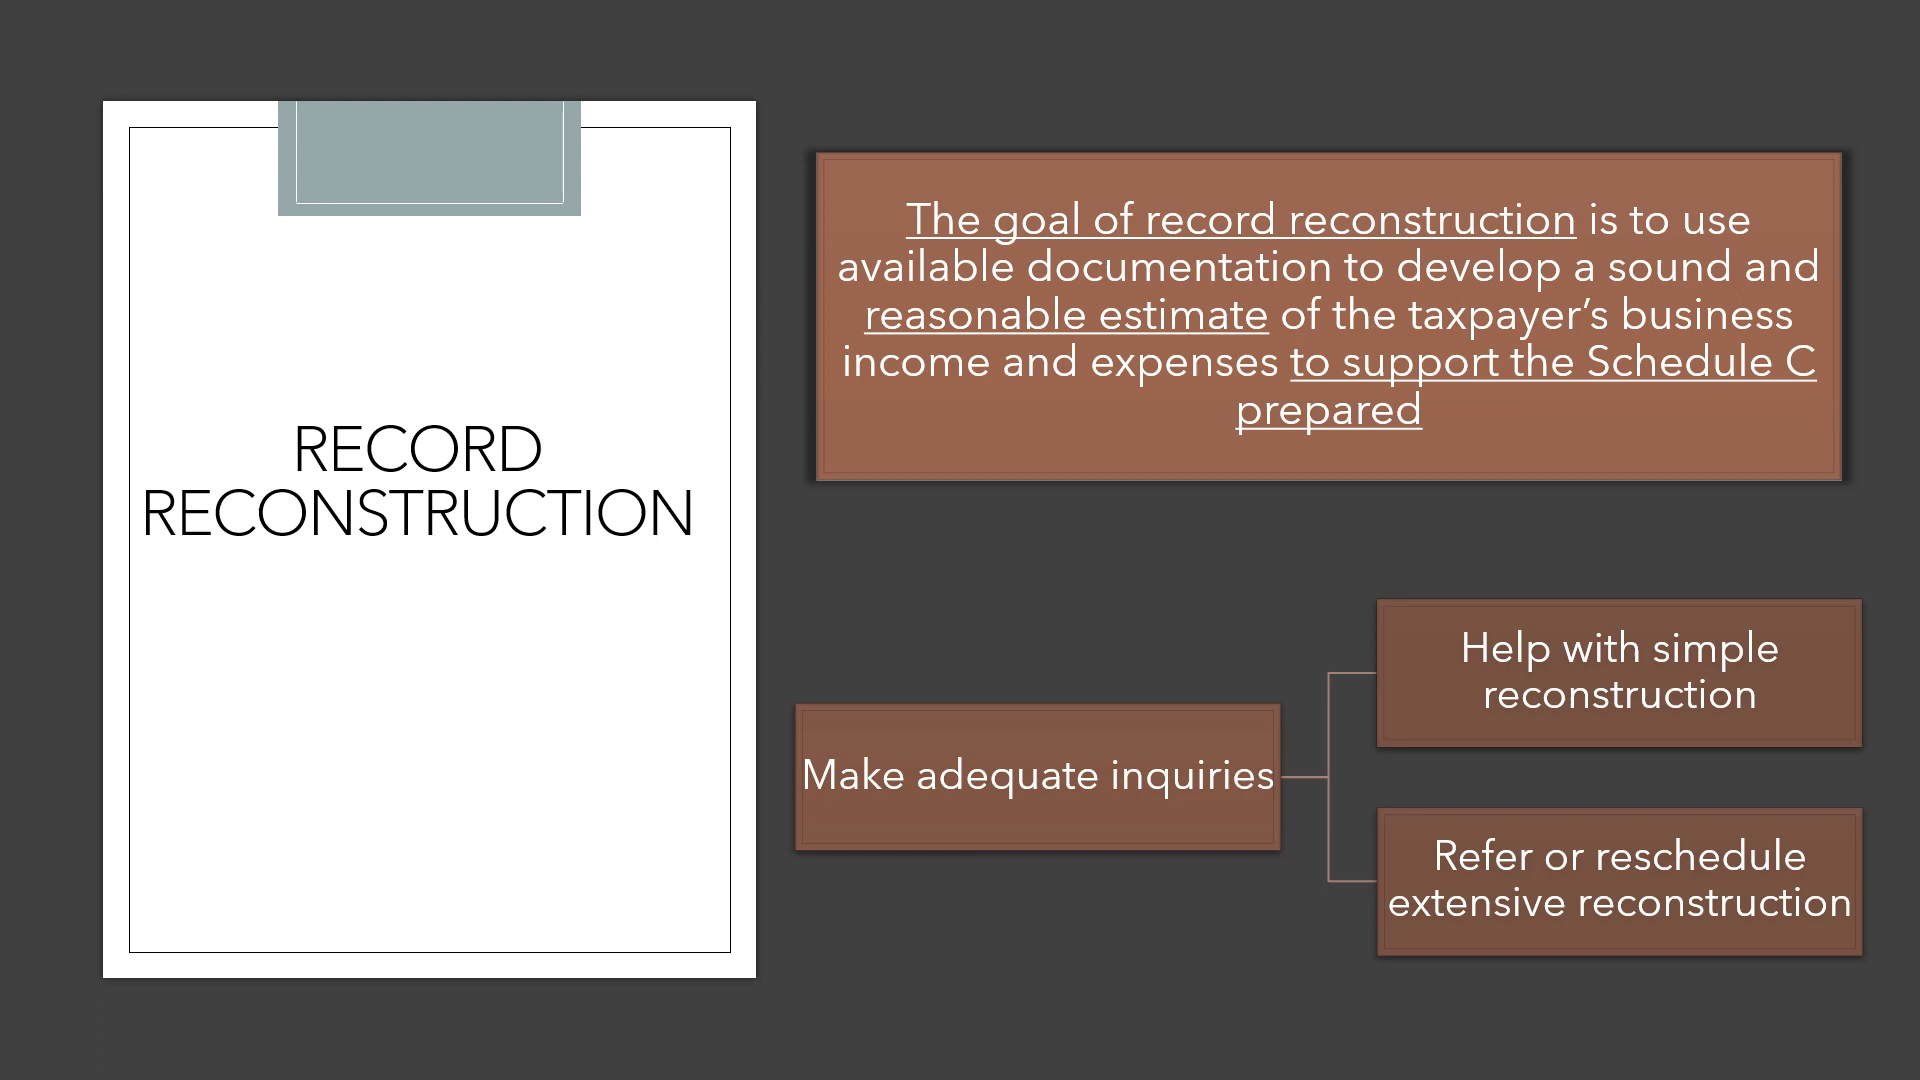 RECORD
RECONSTRUCTION
The goal of record reconstruction is to use
available documentation to develop a sound and
reasonable estimate of the taxpayer’s business
income and expenses to support the Schedule C
prepared
Make adequate inquiries
Help with simple
reconstruction
Refer or reschedule
extensive reconstruction